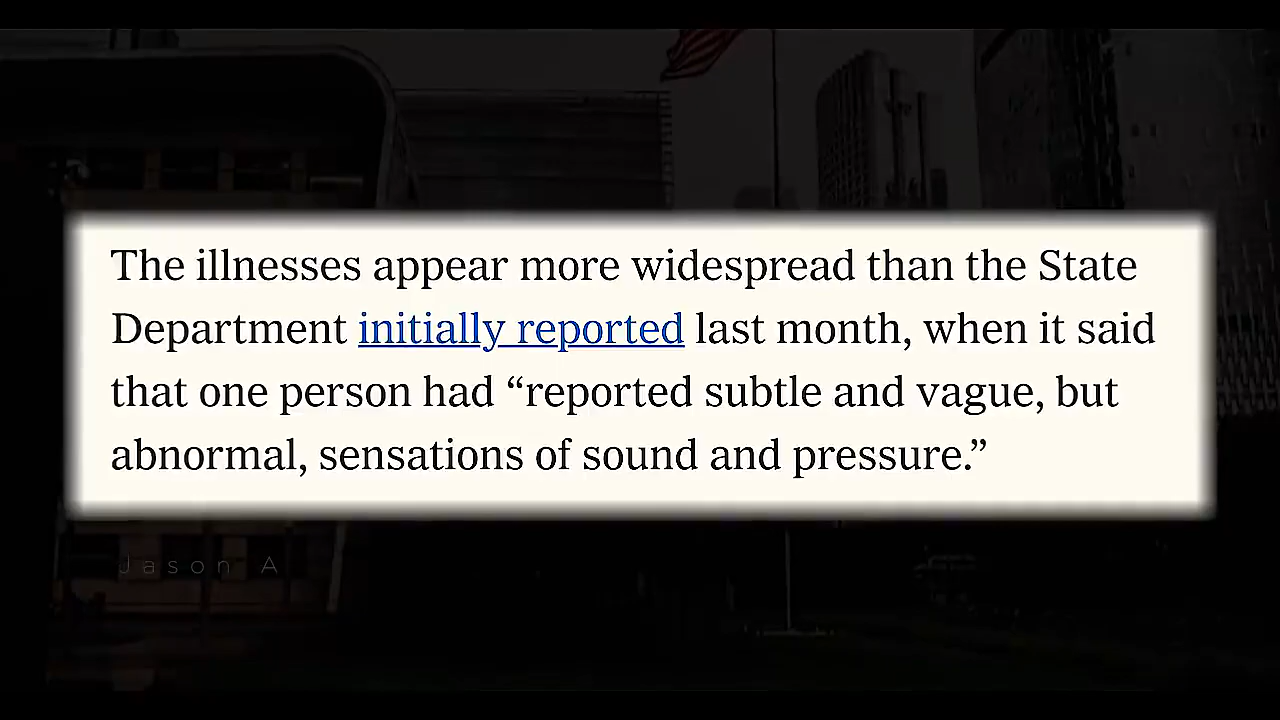 The illnesses appear more widespread than the State
Department initially reported last month, when it said
that one person had “reported subtle and vague, but
abnormal, sensations of sound and pressure.”
Jason A